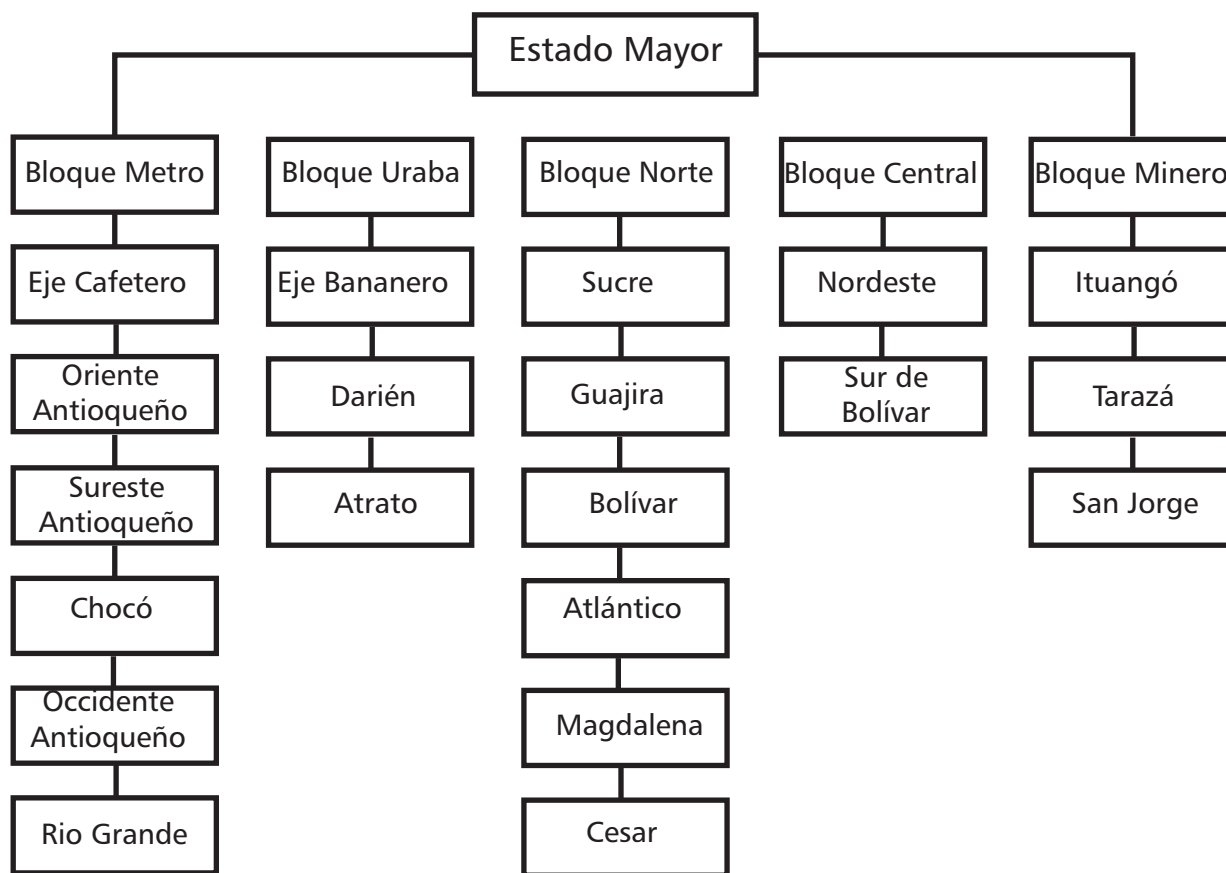 Estado Mayor
Bloque Metro
Bloque Uraba
Bloque Norte
Bloque Central
Bloque Minero
Eje Cafetero
Eje Bananero
Sucre
Nordeste
Ituangó
Oriente
Antioqueño
Darién
Guajira
Sur de
Bolívar
Tarazá
Sureste
Antioqueño
Atrato
Bolívar
San Jorge
Chocó
Atlántico
Occidente
Antioqueño
Magdalena
Rio Grande
Cesar